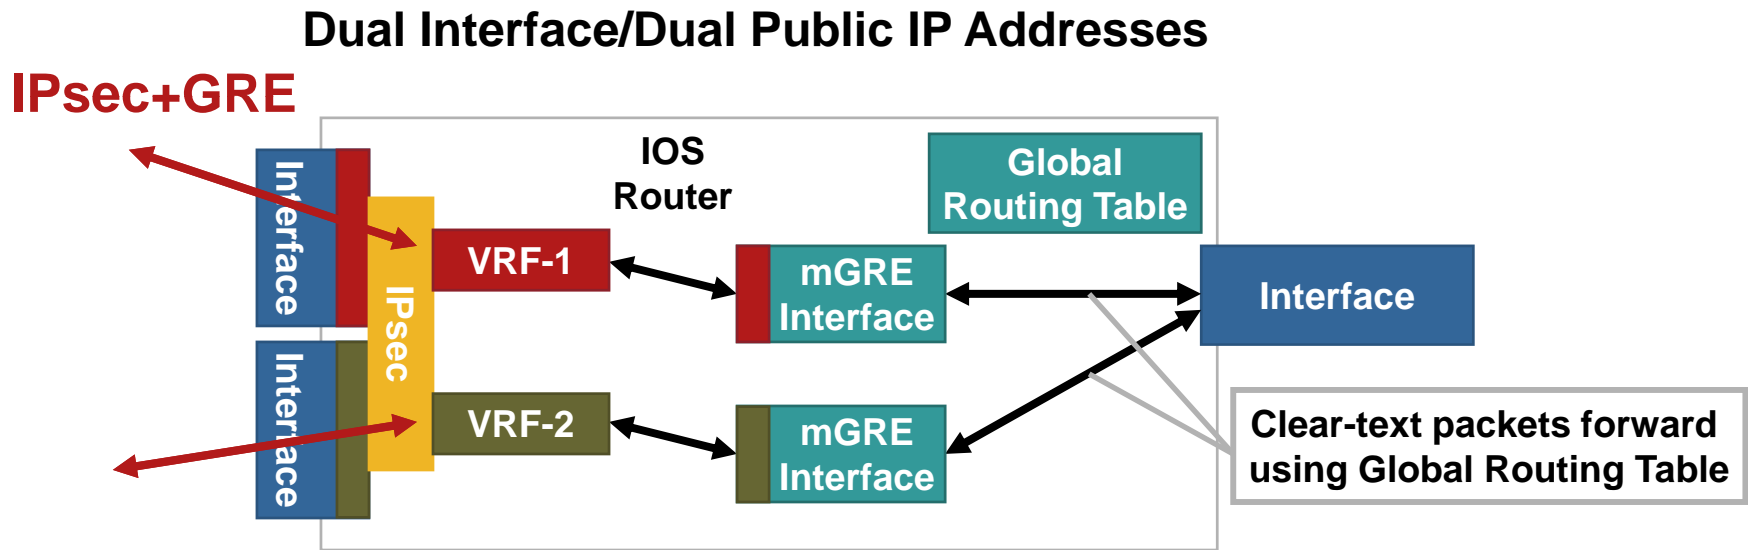 Dual Interface/Dual Public IP Addresses
IPsec+GRE
IOS
Router
Global
Routing Table
Interface
IPsec
VRF-1
mGRE
Interface
Interface
Interface
VRF-2
mGRE
Interface
Clear-text packets forward
using Global Routing Table